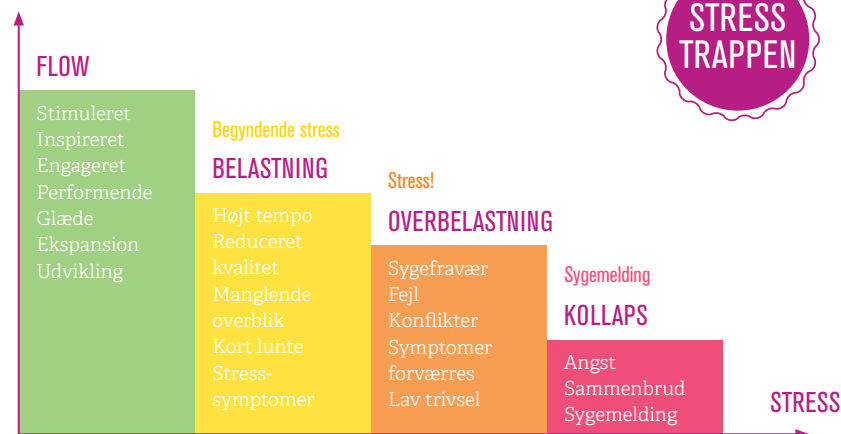 STRESS
TRAPPEN
FLOW
Stimuleret
Inspireret
Engageret
Performende
Glæde
Ekspansion
Udvikling
Begyndende stress
BELASTNING
Højt tempo
Reduceret
kvalitet
Manglende
overblik
Kort lunte
Stress-
symptomer
Stress!
OVERBELASTNING
Sygefravær
Fejl
Konflikter
Symptomer
forværres
Lav trivsel
Sygemelding
KOLLAPS
Angst
Sammenbrud
Sygemelding
STRESS